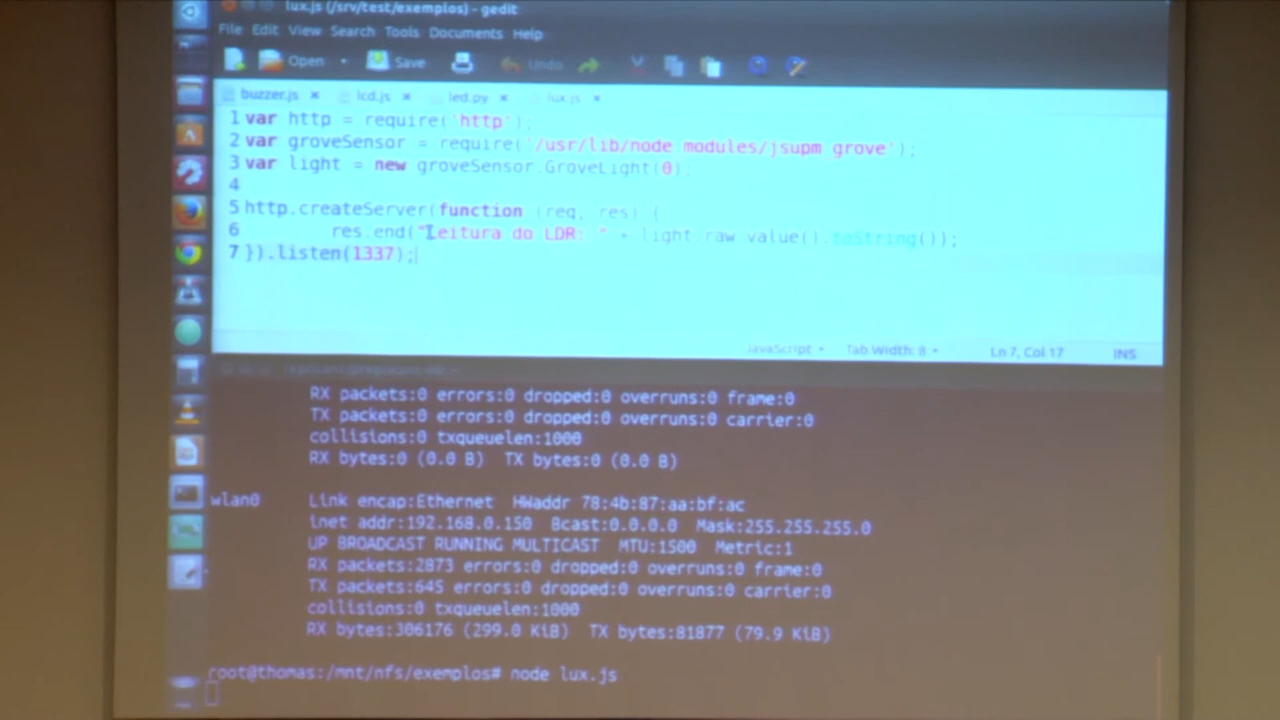 lux.js (/srv/test/exemplos) - gedit
File Edit View Search Tools Documents Help
Open Save Undo
buzzer.js × lcd.js × led.py × lux.js ×
1 var http = require('http');
2 var groveSensor = require('/usr/lib/node_modules/jsupm_grove');
3 var light = new groveSensor.GroveLight(0);
4
5 http.createServer(function (req, res) {
6 res.end("Leitura do LDR: " + light.raw_value().toString());
7 }).listen(1337);
JavaScript Tab Width: 8 Ln 7, Col 17 INS
RX packets:0 errors:0 dropped:0 overruns:0 frame:0
TX packets:0 errors:0 dropped:0 overruns:0 carrier:0
collisions:0 txqueuelen:1000
RX bytes:0 (0.0 B) TX bytes:0 (0.0 B)
wlan0 Link encap:Ethernet HWaddr 78:4b:87:aa:bf:ac
inet addr:192.168.0.150 Bcast:0.0.0.0 Mask:255.255.255.0
UP BROADCAST RUNNING MULTICAST MTU:1500 Metric:1
RX packets:2873 errors:0 dropped:0 overruns:0 frame:0
TX packets:645 errors:0 dropped:0 overruns:0 carrier:0
collisions:0 txqueuelen:1000
RX bytes:306176 (299.0 KiB) TX bytes:81877 (79.9 KiB)
root@thomas:/mnt/nfs/exemplos# node lux.js